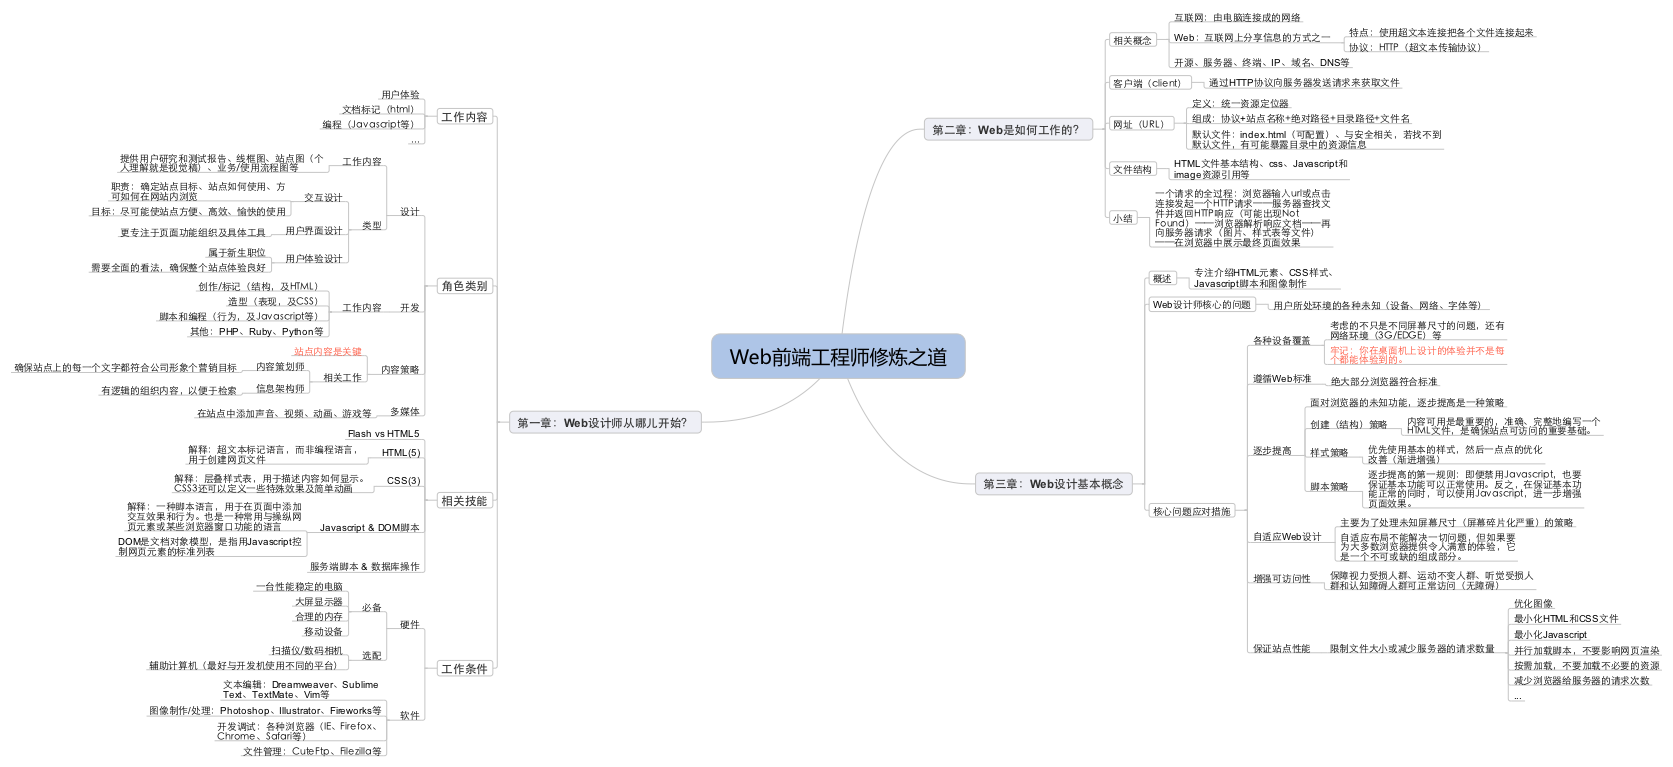 Web前端工程师修炼之道
第一章：Web设计师从哪儿开始?
工作内容
用户体验
文档标记（html）
编程（Javascript等）
...
角色类别
设计
工作内容
提供用户研究和测试报告、线框图、站点图（个
人理解就是视觉稿）、业务/使用流程图等
类型
交互设计
职责：确定站点目标、站点如何使用、方
可如何在网站内浏览
目标：尽可能使站点方便、高效、愉快的使用
用户界面设计
更专注于页面功能组织及具体工具
用户体验设计
属于新生职位
需要全面的看法，确保整个站点体验良好
开发
工作内容
创作/标记（结构，及HTML）
造型（表现，及CSS）
脚本和编程（行为，及Javascript等）
其他：PHP、Ruby、Python等
内容策略
站点内容是关键
相关工作
内容策划师
确保站点上的每一个文字都符合公司形象个营销目标
信息架构师
有逻辑的组织内容，以便于检索
多媒体
在站点中添加声音、视频、动画、游戏等
相关技能
Flash vs HTML5
HTML(5)
解释：超文本标记语言，而非编程语言，
用于创建网页文件
CSS(3)
解释：层叠样式表，用于描述内容如何显示。
CSS3还可以定义一些特殊效果及简单动画
Javascript & DOM脚本
解释：一种脚本语言，用于在页面中添加
交互效果和行为。也是一种常用与操纵网
页元素或某些浏览器窗口功能的语言
DOM是文档对象模型，是指用Javascript控
制网页元素的标准列表
服务端脚本 & 数据库操作
工作条件
硬件
必备
一台性能稳定的电脑
大屏显示器
合理的内存
移动设备
选配
扫描仪/数码相机
辅助计算机（最好与开发机使用不同的平台）
软件
文本编辑：Dreamweaver、Sublime
Text、TextMate、Vim等
图像制作/处理：Photoshop、Illustrator、Fireworks等
开发调试：各种浏览器（IE、Firefox、
Chrome、Safari等）
文件管理：CuteFtp、Filezilla等
第二章：Web是如何工作的?
相关概念
互联网：由电脑连接成的网络
Web：互联网上分享信息的方式之一
特点：使用超文本连接把各个文件连接起来
协议：HTTP（超文本传输协议）
开源、服务器、终端、IP、域名、DNS等
客户端（client）
通过HTTP协议向服务器发送请求来获取文件
网址（URL）
定义：统一资源定位器
组成：协议+站点名称+绝对路径+目录路径+文件名
默认文件：index.html（可配置）、与安全相关，若找不到
默认文件，有可能暴露目录中的资源信息
文件结构
HTML文件基本结构、css、Javascript和
image资源引用等
小结
一个请求的全过程：浏览器输入url或点击
连接发起一个HTTP请求——服务器查找文
件并返回HTTP响应（可能出现Not
Found）——浏览器解析响应文档——再
向服务器请求（图片、样式表等文件）
——在浏览器中展示最终页面效果
第三章：Web设计基本概念
概述
专注介绍HTML元素、CSS样式、
Javascript脚本和图像制作
Web设计师核心的问题
用户所处环境的各种未知（设备、网络、字体等）
核心问题应对措施
各种设备覆盖
考虑的不只是不同屏幕尺寸的问题，还有
网络环境（3G/EDGE）等
牢记：你在桌面机上设计的体验并不是每
个都能体验到的。
遵循Web标准
绝大部分浏览器符合标准
逐步提高
面对浏览器的未知功能，逐步提高是一种策略
创建（结构）策略
内容可用是最重要的，准确、完整地编写一个
HTML文件，是确保站点可访问的重要基础。
样式策略
优先使用基本的样式，然后一点点的优化
改善（渐进增强）
脚本策略
逐步提高的第一规则：即便禁用Javascript，也要
保证基本功能可以正常使用。反之，在保证基本功
能正常的同时，可以使用Javascript，进一步增强
页面效果。
自适应Web设计
主要为了处理未知屏幕尺寸（屏幕碎片化严重）的策略
自适应布局不能解决一切问题，但如果要
为大多数浏览器提供令人满意的体验，它
是一个不可或缺的组成部分。
增强可访问性
保障视力受损人群、运动不变人群、听觉受损人
群和认知障碍人群可正常访问（无障碍）
保证站点性能
限制文件大小或减少服务器的请求数量
优化图像
最小化HTML和CSS文件
最小化Javascript
并行加载脚本，不要影响网页渲染
按需加载，不要加载不必要的资源
减少浏览器给服务器的请求次数
...